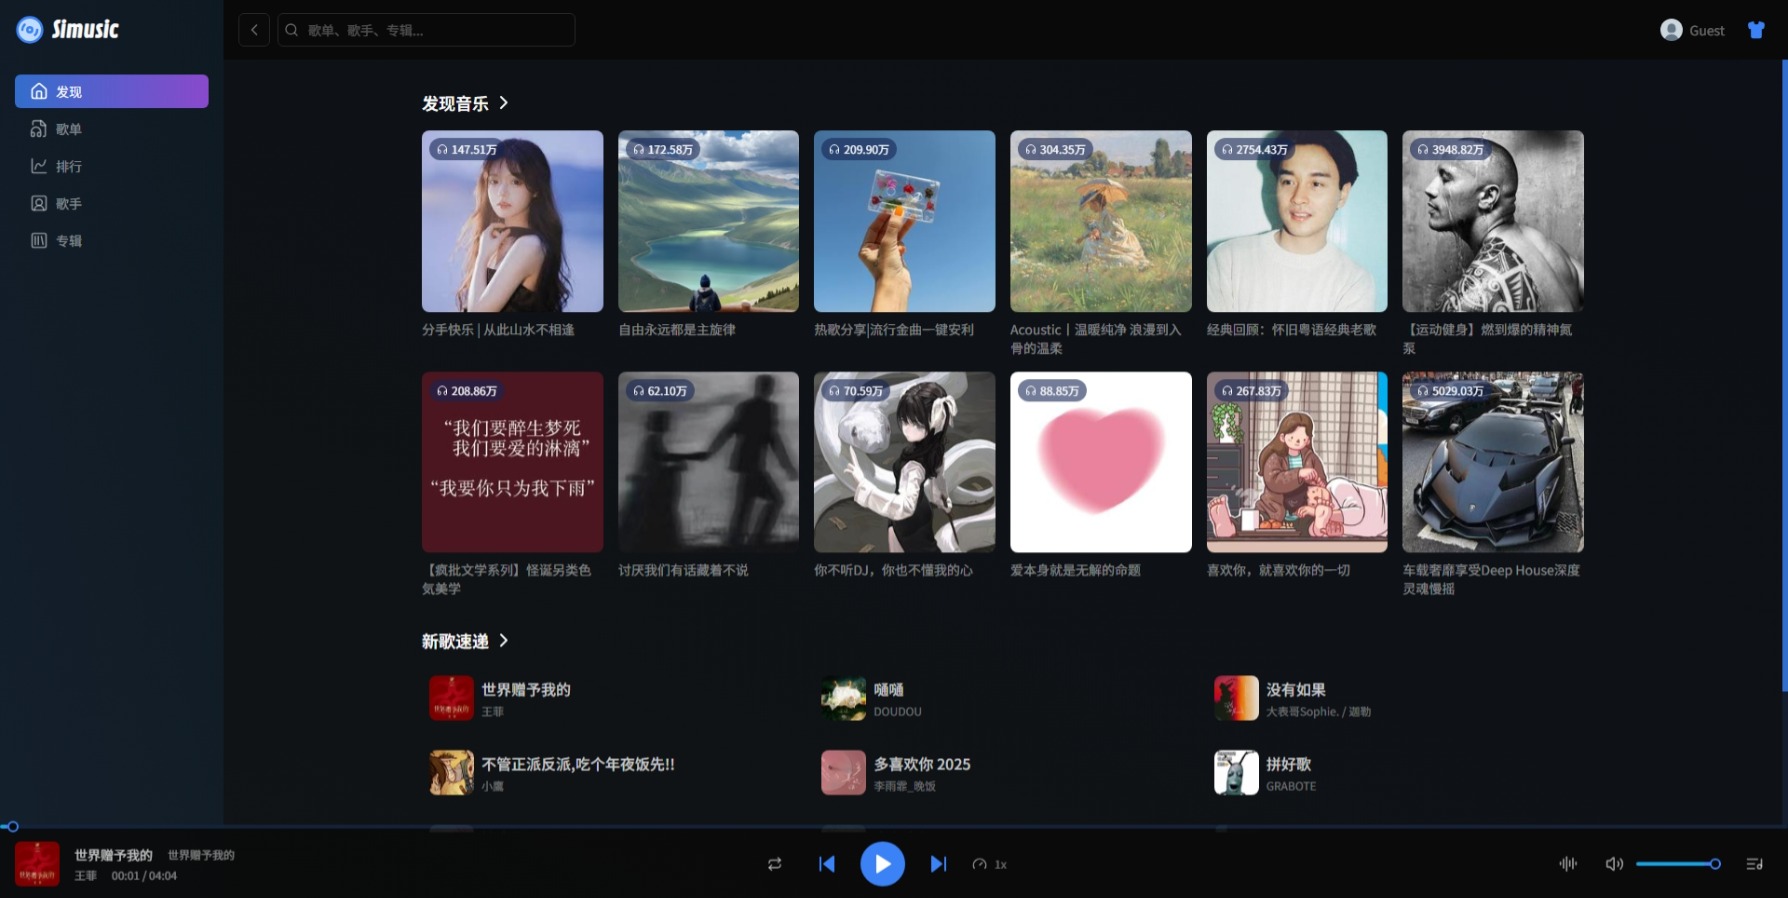 Simusic
歌单、歌手、专辑...
Guest
发现
歌单
排行
歌手
专辑
发现音乐
147.51万
172.58万
209.90万
304.35万
2754.43万
3948.82万
分手快乐 | 从此山水不相逢
自由永远都是主旋律
热歌分享|流行金曲一键安利
Acoustic丨温暖纯净 浪漫到入
骨的温柔
经典回顾：怀旧粤语经典老歌
【运动健身】燃到爆的精神氮
泵
208.86万
62.10万
70.59万
88.85万
267.83万
5029.03万
“我们要醉生梦死
我们要爱的淋漓”
“我要你只为我下雨”
【疯批文学系列】怪诞另类色
気美学
讨厌我们有话藏着不说
你不听DJ，你也不懂我的心
爱本身就是无解的命题
喜欢你，就喜欢你的一切
车载奢靡享受Deep House深度
灵魂慢摇
新歌速递
世界赠予我的
王菲
嗵嗵
DOUDOU
没有如果
大表哥Sophie. / 迦勒
不管正派反派,吃个年夜饭先!!
小鹰
多喜欢你 2025
李雨霏_晚饭
拼好歌
GRABOTE
世界赠予我的 世界赠予我的
王菲 00:01 / 04:04
1x